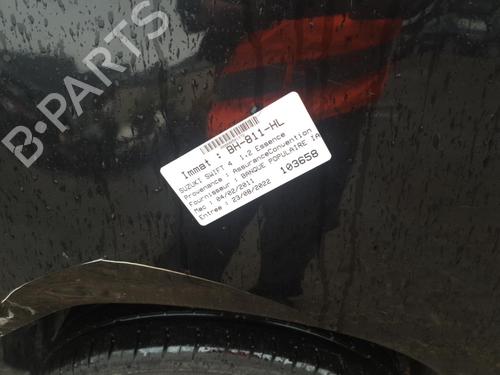 B-PARTS
Immat : BH-811-HL
SUZUKI SWIFT 4 1.2 Essence
Provenance : AssuranceConvention
Fournisseur : BANQUE POPULAIRE IA
Mec : 04/02/2011
Entree : 23/08/2022
103658